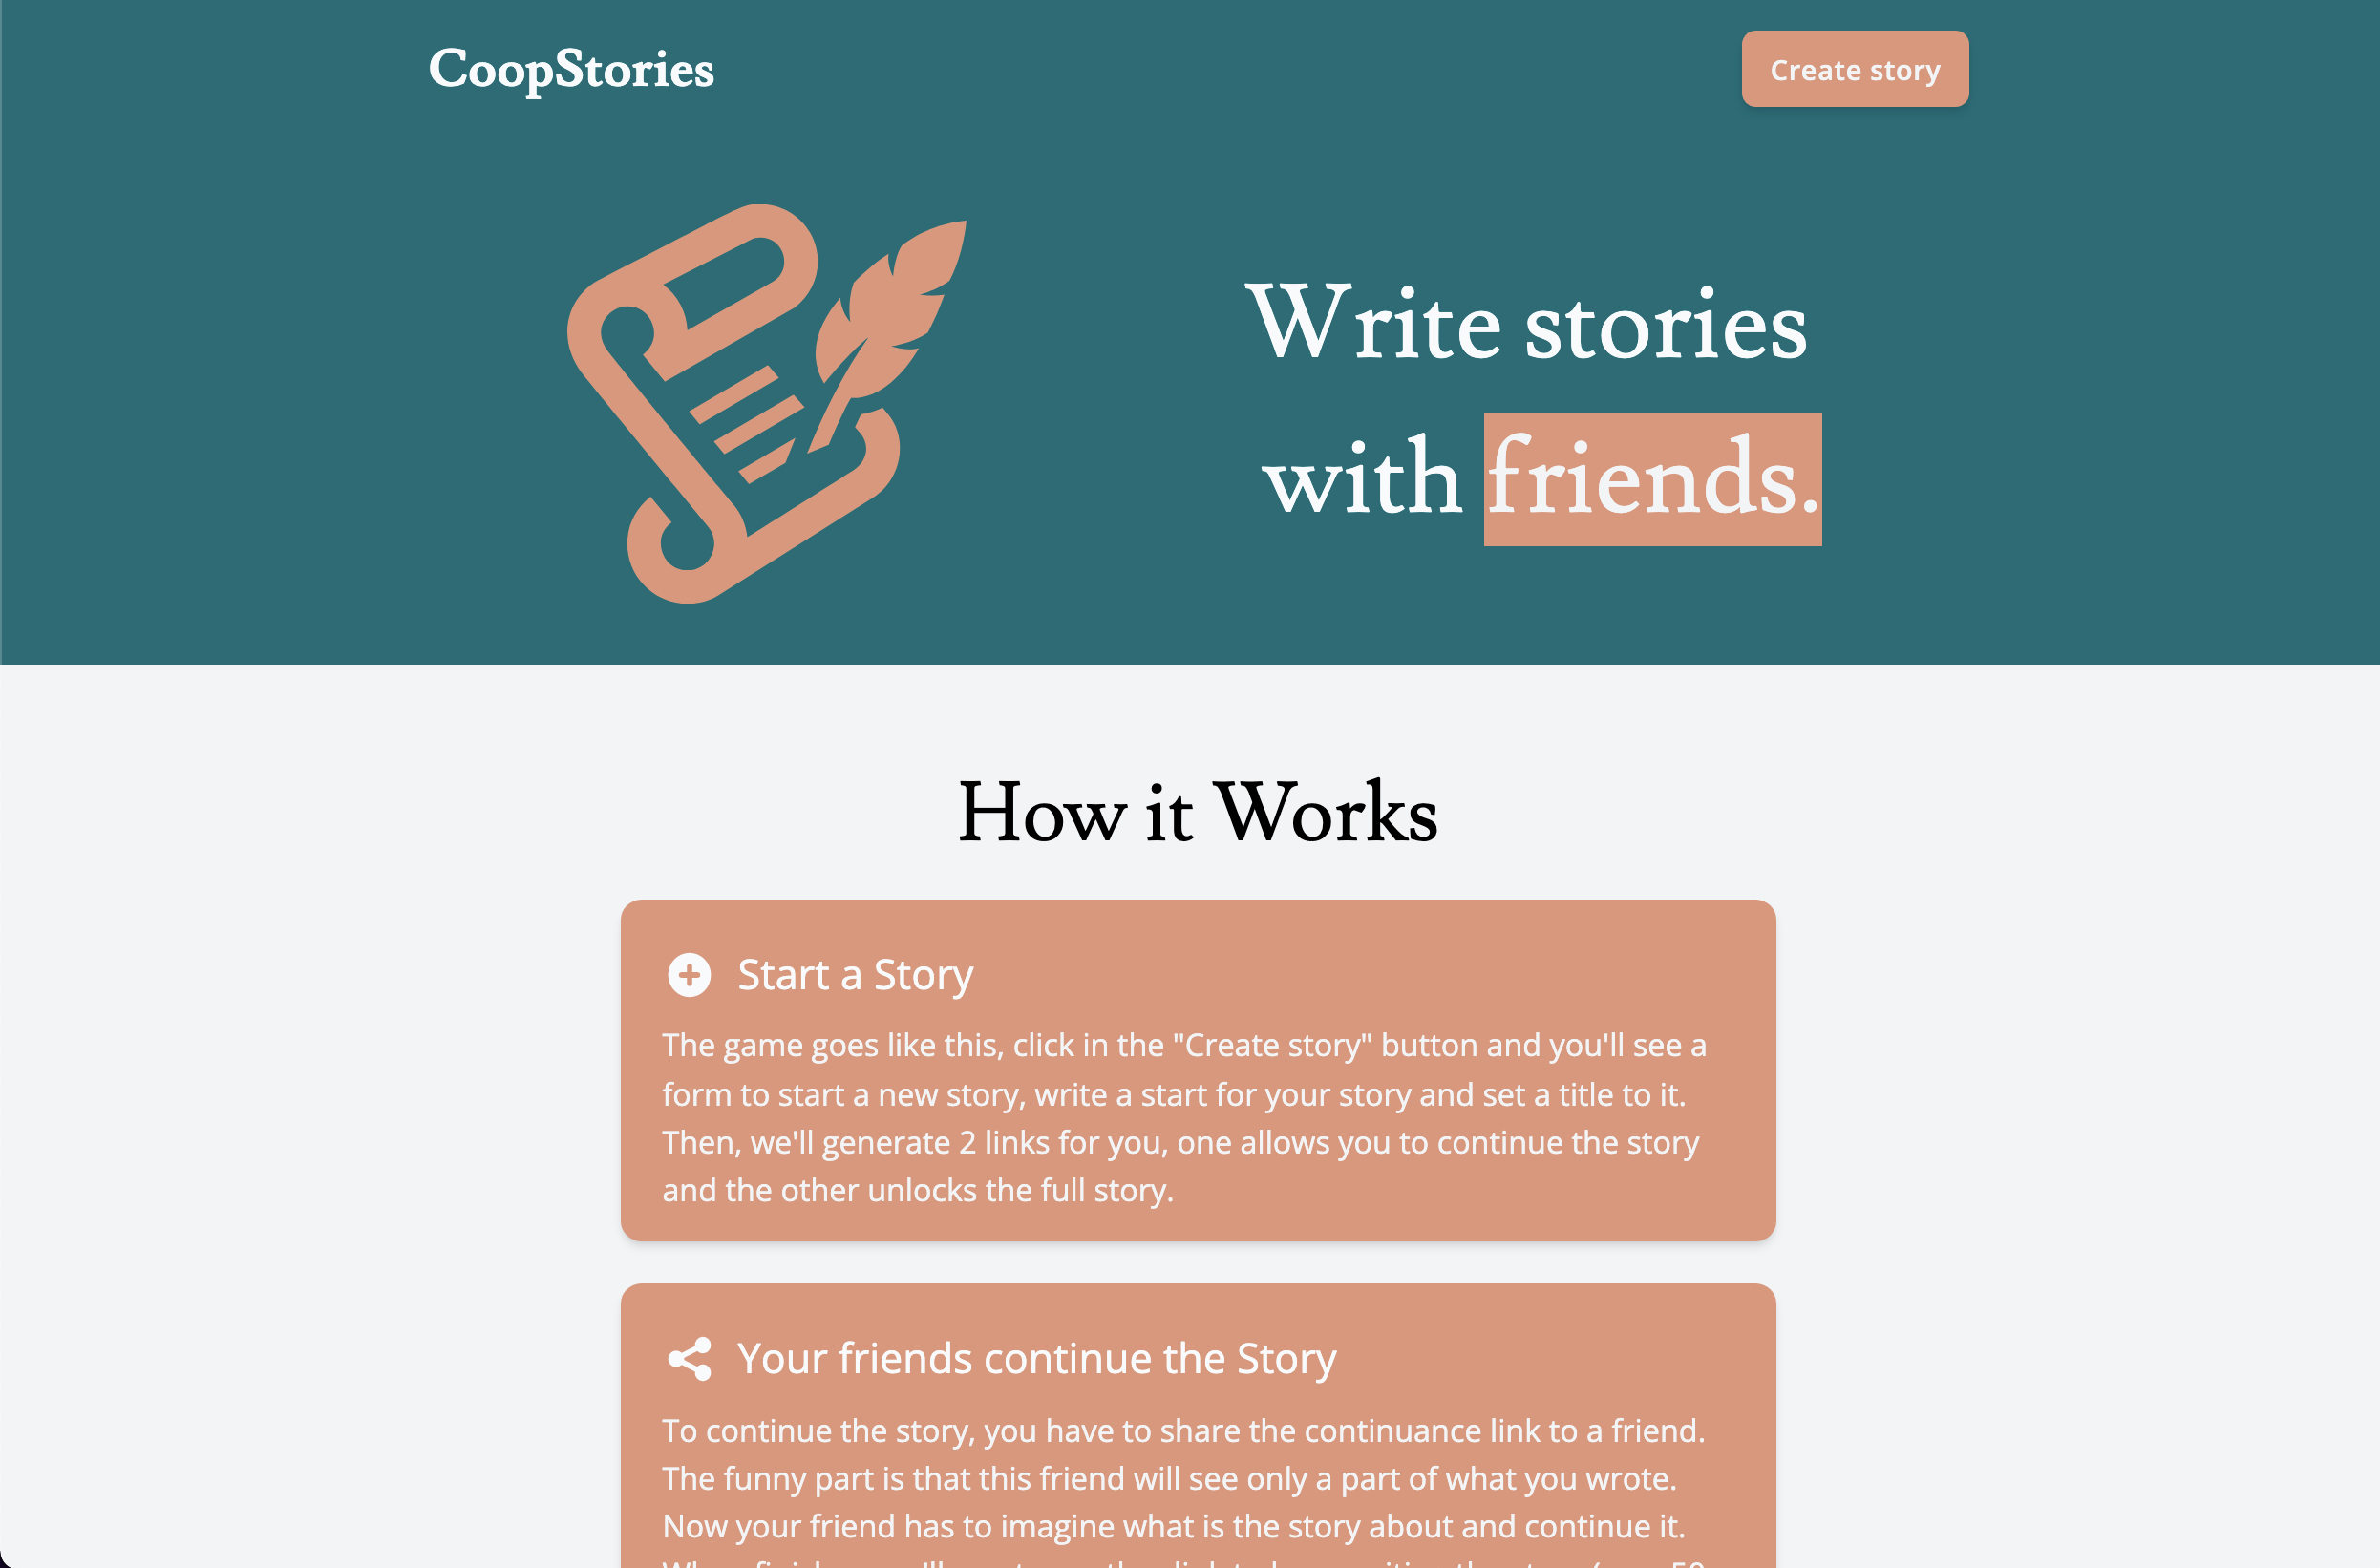 CoopStories
Create story
Write stories
with friends.
How it Works
Start a Story
The game goes like this, click in the "Create story" button and you'll see a
form to start a new story, write a start for your story and set a title to it.
Then, we'll generate 2 links for you, one allows you to continue the story
and the other unlocks the full story.
Your friends continue the Story
To continue the story, you have to share the continuance link to a friend.
The funny part is that this friend will see only a part of what you wrote.
Now your friend has to imagine what is the story about and continue it.